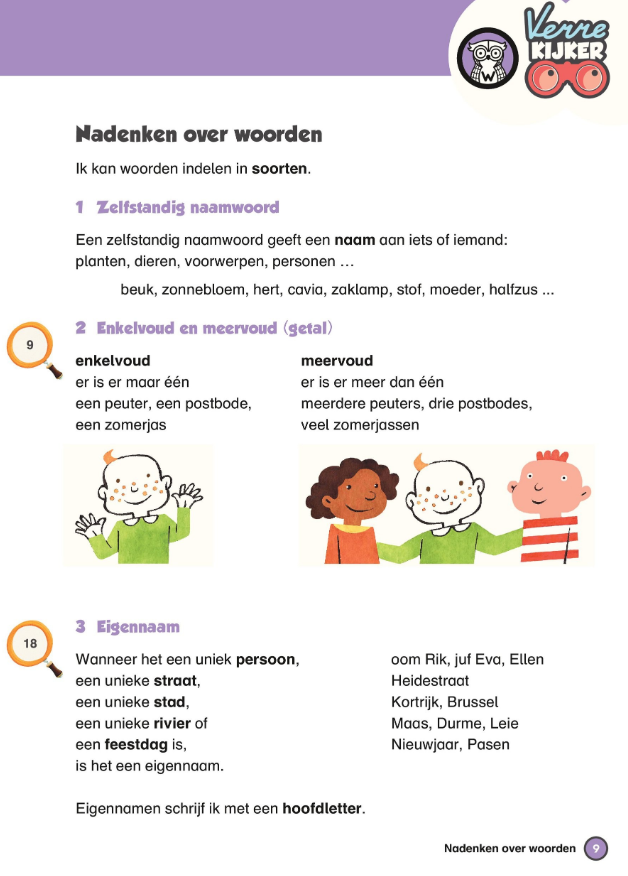 Verre
KIJKER
W
Nadenken over woorden
Ik kan woorden indelen in soorten.
1 Zelfstandig naamwoord
Een zelfstandig naamwoord geeft een naam aan iets of iemand:
planten, dieren, voorwerpen, personen …
beuk, zonnebloem, hert, cavia, zaklamp, stof, moeder, halfzus ...
2 Enkelvoud en meervoud (getal)
9
enkelvoud
er is er maar één
een peuter, een postbode,
een zomerjas
meervoud
er is er meer dan één
meerdere peuters, drie postbodes,
veel zomerjassen
3 Eigennaam
18
Wanneer het een uniek persoon, oom Rik, juf Eva, Ellen
een unieke straat, Heidestraat
een unieke stad, Kortrijk, Brussel
een unieke rivier of Maas, Durme, Leie
een feestdag is, Nieuwjaar, Pasen
is het een eigennaam.
Eigennamen schrijf ik met een hoofdletter.
Nadenken over woorden 9